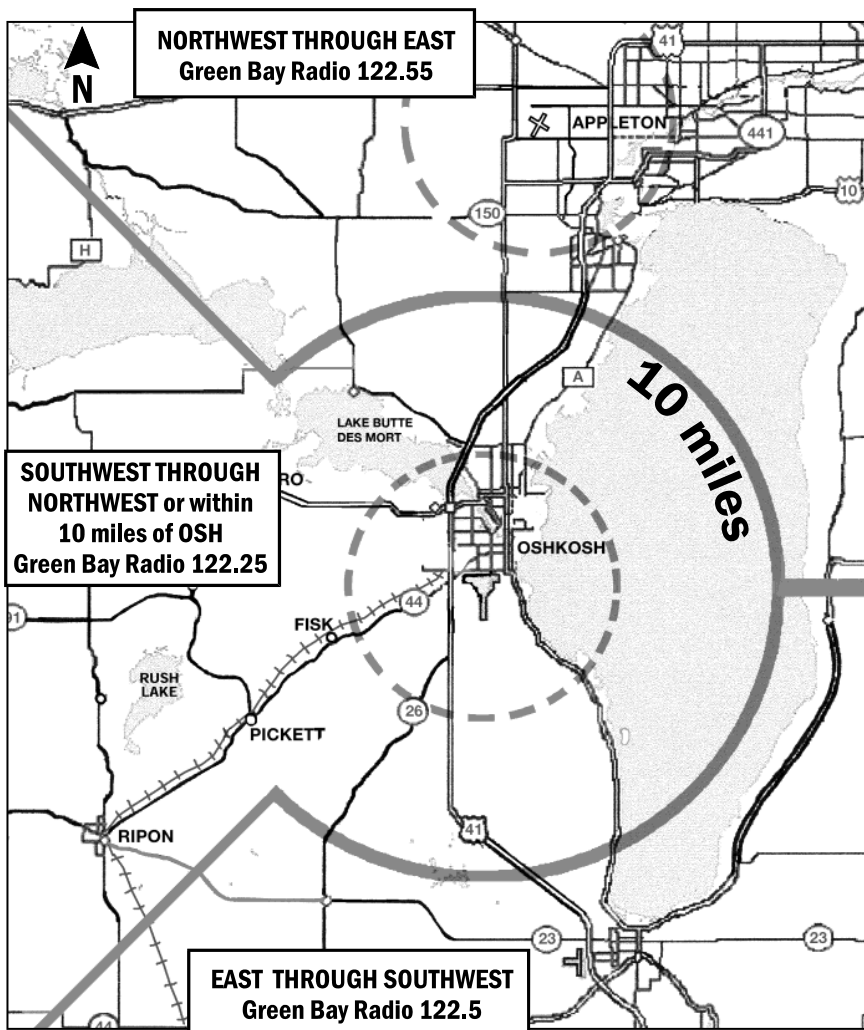 NORTHWEST THROUGH EAST
Green Bay Radio 122.55
N
41
APPLETON
441
10
150
H
A
10 miles
LAKE BUTTE
DES MORT
RO
SOUTHWEST THROUGH
NORTHWEST or within
10 miles of OSH
Green Bay Radio 122.25
OSHKOSH
44
91
FISK
RUSH
LAKE
26
PICKETT
RIPON
41
23
23
EAST THROUGH SOUTHWEST
Green Bay Radio 122.5
44